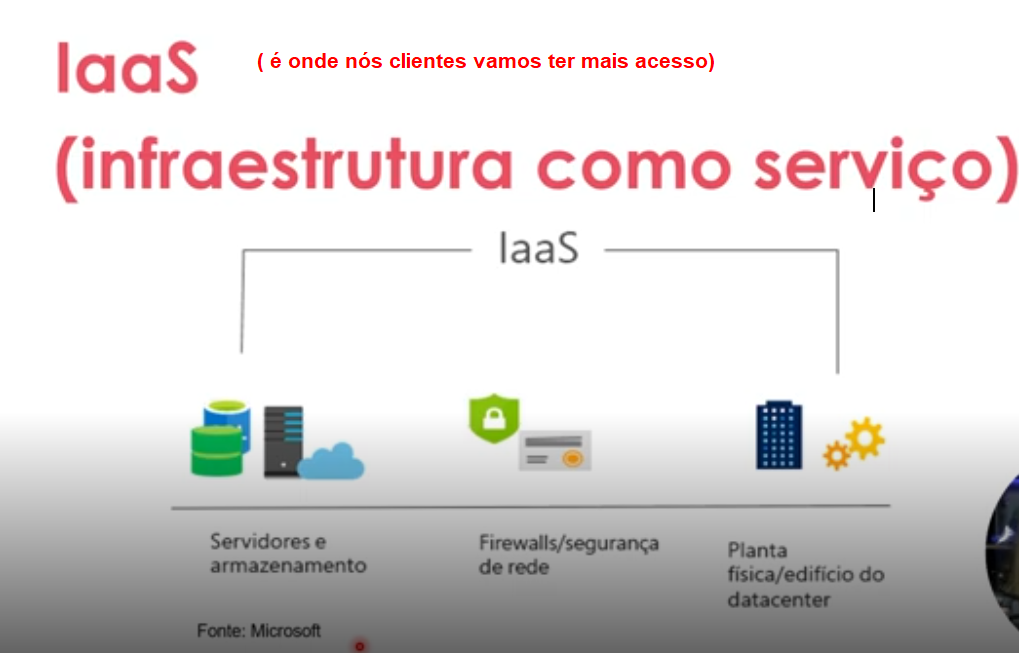 IaaS ( é onde nós clientes vamos ter mais acesso)
(infraestrutura como serviço)
IaaS
Servidores e
armazenamento
Firewalls/segurança
de rede
Planta
física/edifício do
datacenter
Fonte: Microsoft